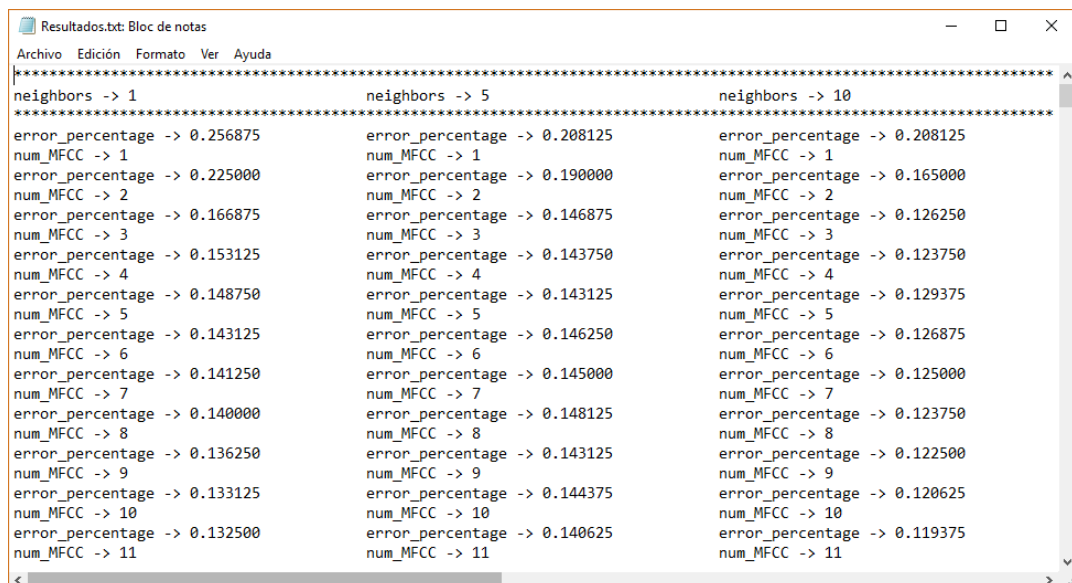 Resultados.txt: Bloc de notas
Archivo Edición Formato Ver Ayuda
**********************************************************************************************************************
neighbors -> 1 neighbors -> 5 neighbors -> 10
**********************************************************************************************************************
error_percentage -> 0.256875 error_percentage -> 0.208125 error_percentage -> 0.208125
num_MFCC -> 1 num_MFCC -> 1 num_MFCC -> 1
error_percentage -> 0.225000 error_percentage -> 0.190000 error_percentage -> 0.165000
num_MFCC -> 2 num_MFCC -> 2 num_MFCC -> 2
error_percentage -> 0.166875 error_percentage -> 0.146875 error_percentage -> 0.126250
num_MFCC -> 3 num_MFCC -> 3 num_MFCC -> 3
error_percentage -> 0.153125 error_percentage -> 0.143750 error_percentage -> 0.123750
num_MFCC -> 4 num_MFCC -> 4 num_MFCC -> 4
error_percentage -> 0.148750 error_percentage -> 0.143125 error_percentage -> 0.129375
num_MFCC -> 5 num_MFCC -> 5 num_MFCC -> 5
error_percentage -> 0.143125 error_percentage -> 0.146250 error_percentage -> 0.126875
num_MFCC -> 6 num_MFCC -> 6 num_MFCC -> 6
error_percentage -> 0.141250 error_percentage -> 0.145000 error_percentage -> 0.125000
num_MFCC -> 7 num_MFCC -> 7 num_MFCC -> 7
error_percentage -> 0.140000 error_percentage -> 0.148125 error_percentage -> 0.123750
num_MFCC -> 8 num_MFCC -> 8 num_MFCC -> 8
error_percentage -> 0.136250 error_percentage -> 0.143125 error_percentage -> 0.122500
num_MFCC -> 9 num_MFCC -> 9 num_MFCC -> 9
error_percentage -> 0.133125 error_percentage -> 0.144375 error_percentage -> 0.120625
num_MFCC -> 10 num_MFCC -> 10 num_MFCC -> 10
error_percentage -> 0.132500 error_percentage -> 0.140625 error_percentage -> 0.119375
num_MFCC -> 11 num_MFCC -> 11 num_MFCC -> 11